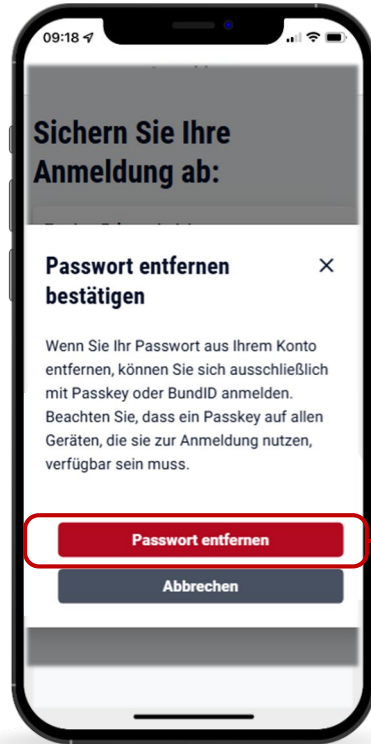 09:18
Sichern Sie Ihre
Anmeldung ab:
Passwort entfernen
bestätigen
Wenn Sie Ihr Passwort aus Ihrem Konto
entfernen, können Sie sich ausschließlich
mit Passkey oder BundID anmelden.
Beachten Sie, dass ein Passkey auf allen
Geräten, die sie zur Anmeldung nutzen,
verfügbar sein muss.
Passwort entfernen
Abbrechen